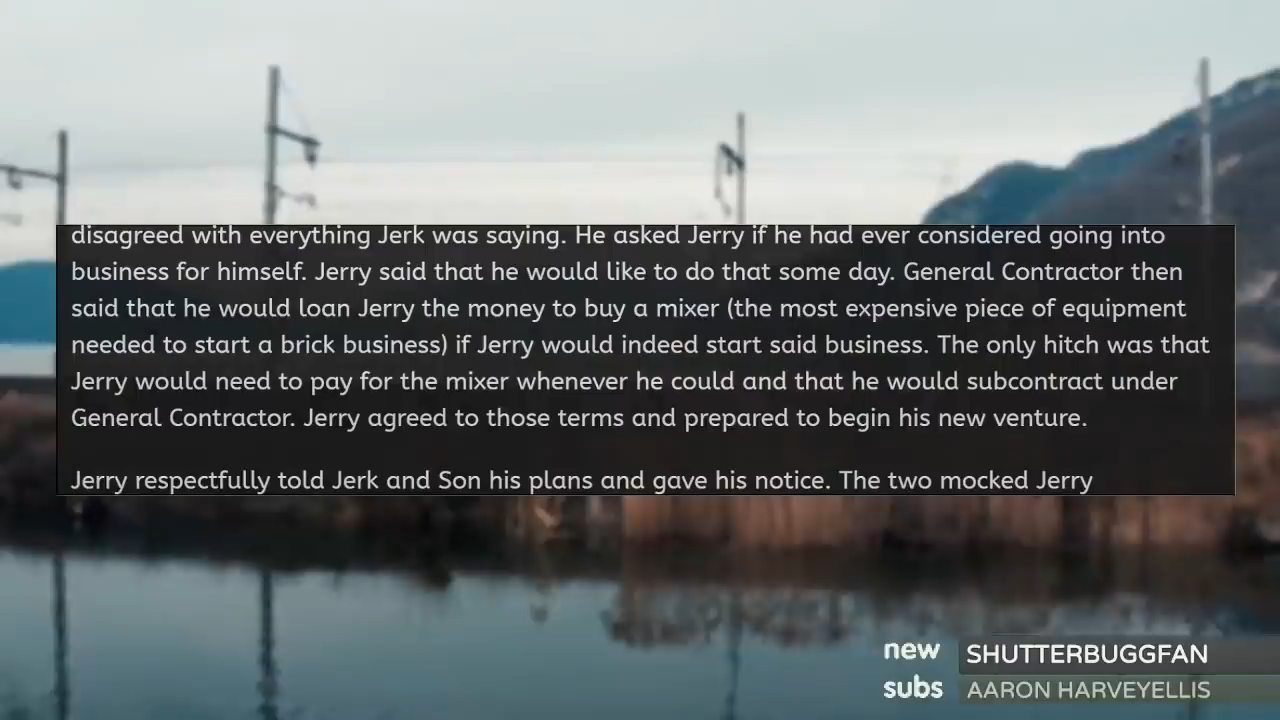 disagreed with everything Jerk was saying. He asked Jerry if he had ever considered going into
business for himself. Jerry said that he would like to do that some day. General Contractor then
said that he would loan Jerry the money to buy a mixer (the most expensive piece of equipment
needed to start a brick business) if Jerry would indeed start said business. The only hitch was that
Jerry would need to pay for the mixer whenever he could and that he would subcontract under
General Contractor. Jerry agreed to those terms and prepared to begin his new venture.
Jerry respectfully told Jerk and Son his plans and gave his notice. The two mocked Jerry
new SHUTTERBUGGFAN
subs AARON HARVEYELLIS